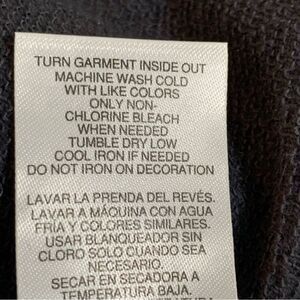 TURN GARMENT INSIDE OUT
MACHINE WASH COLD
WITH LIKE COLORS
ONLY NON-
CHLORINE BLEACH
WHEN NEEDED
TUMBLE DRY LOW
COOL IRON IF NEEDED
DO NOT IRON ON DECORATION
LAVAR LA PRENDA DEL REVÉS.
LAVAR A MÁQUINA CON AGUA
FRÍA Y COLORES SIMILARES.
USAR BLANQUEADOR SIN
CLORO SÓLO CUANDO SEA
NECESARIO.
SECAR EN SECADORA A
TEMPERATURA BAJA.